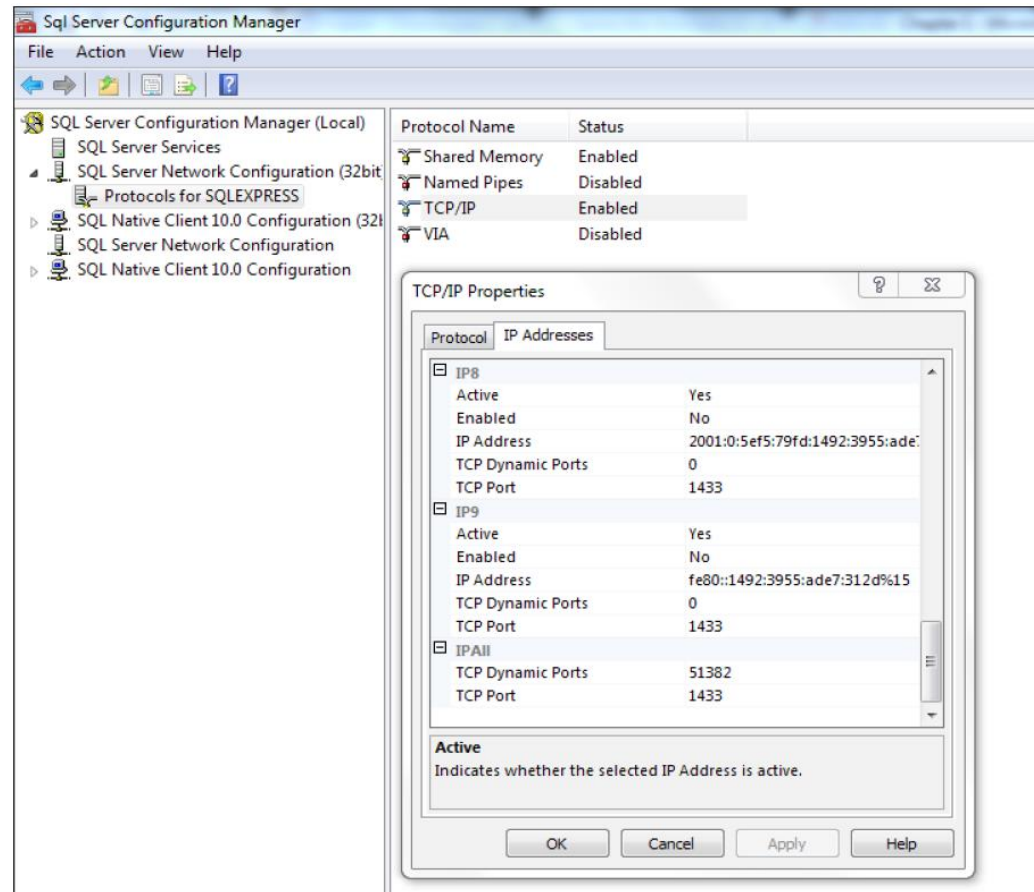 Sql Server Configuration Manager
File Action View Help
SQL Server Configuration Manager (Local)
SQL Server Services
SQL Server Network Configuration (32bit
Protocols for SQLEXPRESS
SQL Native Client 10.0 Configuration (32b
SQL Server Network Configuration
SQL Native Client 10.0 Configuration
Protocol Name Status
Shared Memory Enabled
Named Pipes Disabled
TCP/IP Enabled
VIA Disabled
TCP/IP Properties
Protocol IP Addresses
IP8
Active Yes
Enabled No
IP Address 2001:0:5ef5:79fd:1492:3955:ade7
TCP Dynamic Ports 0
TCP Port 1433
IP9
Active Yes
Enabled No
IP Address fe80::1492:3955:ade7:312d%15
TCP Dynamic Ports 0
TCP Port 1433
IPAll
TCP Dynamic Ports 51382
TCP Port 1433
Active
Indicates whether the selected IP Address is active.
OK Cancel Apply Help